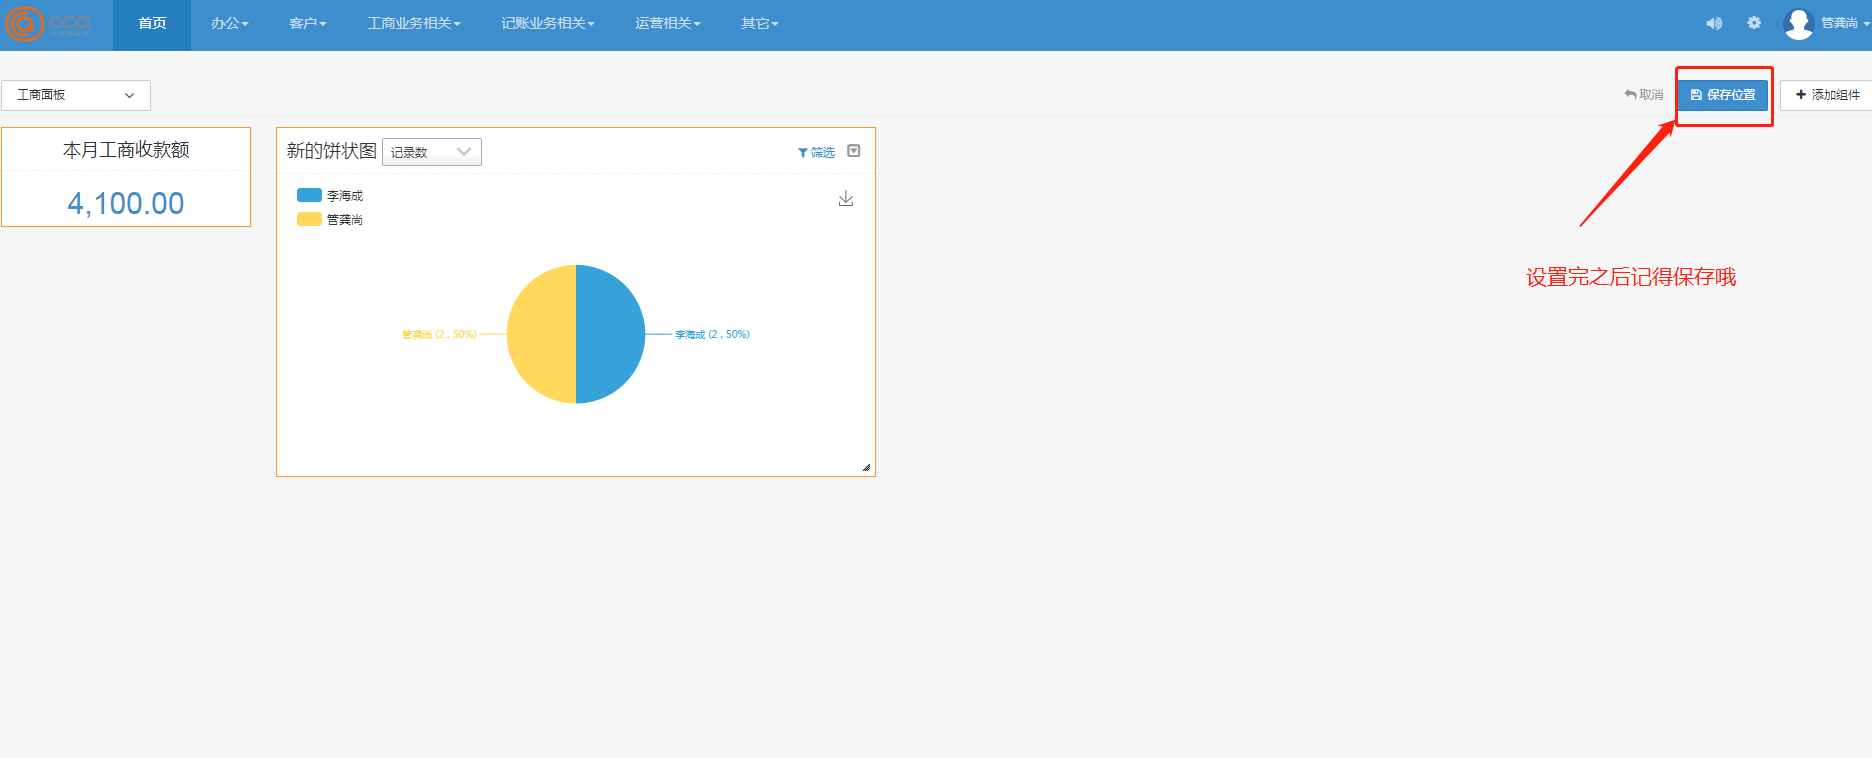 oca
首页
办公
客户
工商业务相关
记账业务相关
运营相关
其它
管龚尚
工商面板
取消
保存位置
添加组件
本月工商收款额
4,100.00
新的饼状图
记录数
筛选
李海成
管龚尚
管龚尚 (2 , 50%)
李海成 (2 , 50%)
设置完之后记得保存哦